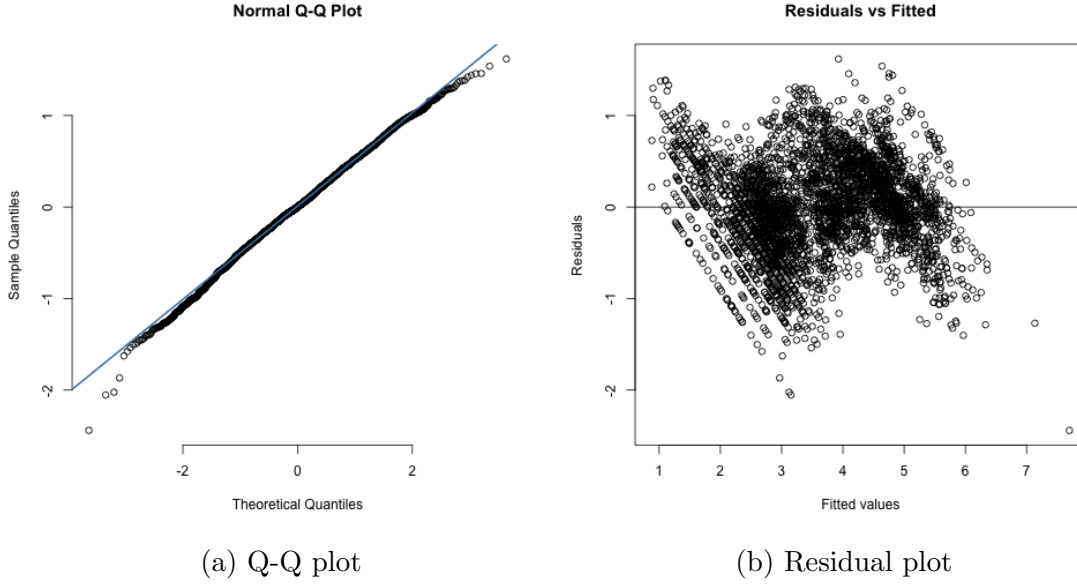 Normal Q-Q Plot
Sample Quantiles
1
0
-1
-2
-2 0 2
Theoretical Quantiles
(a) Q-Q plot
Residuals vs Fitted
Residuals
1
0
-1
-2
1 2 3 4 5 6 7
Fitted values
(b) Residual plot